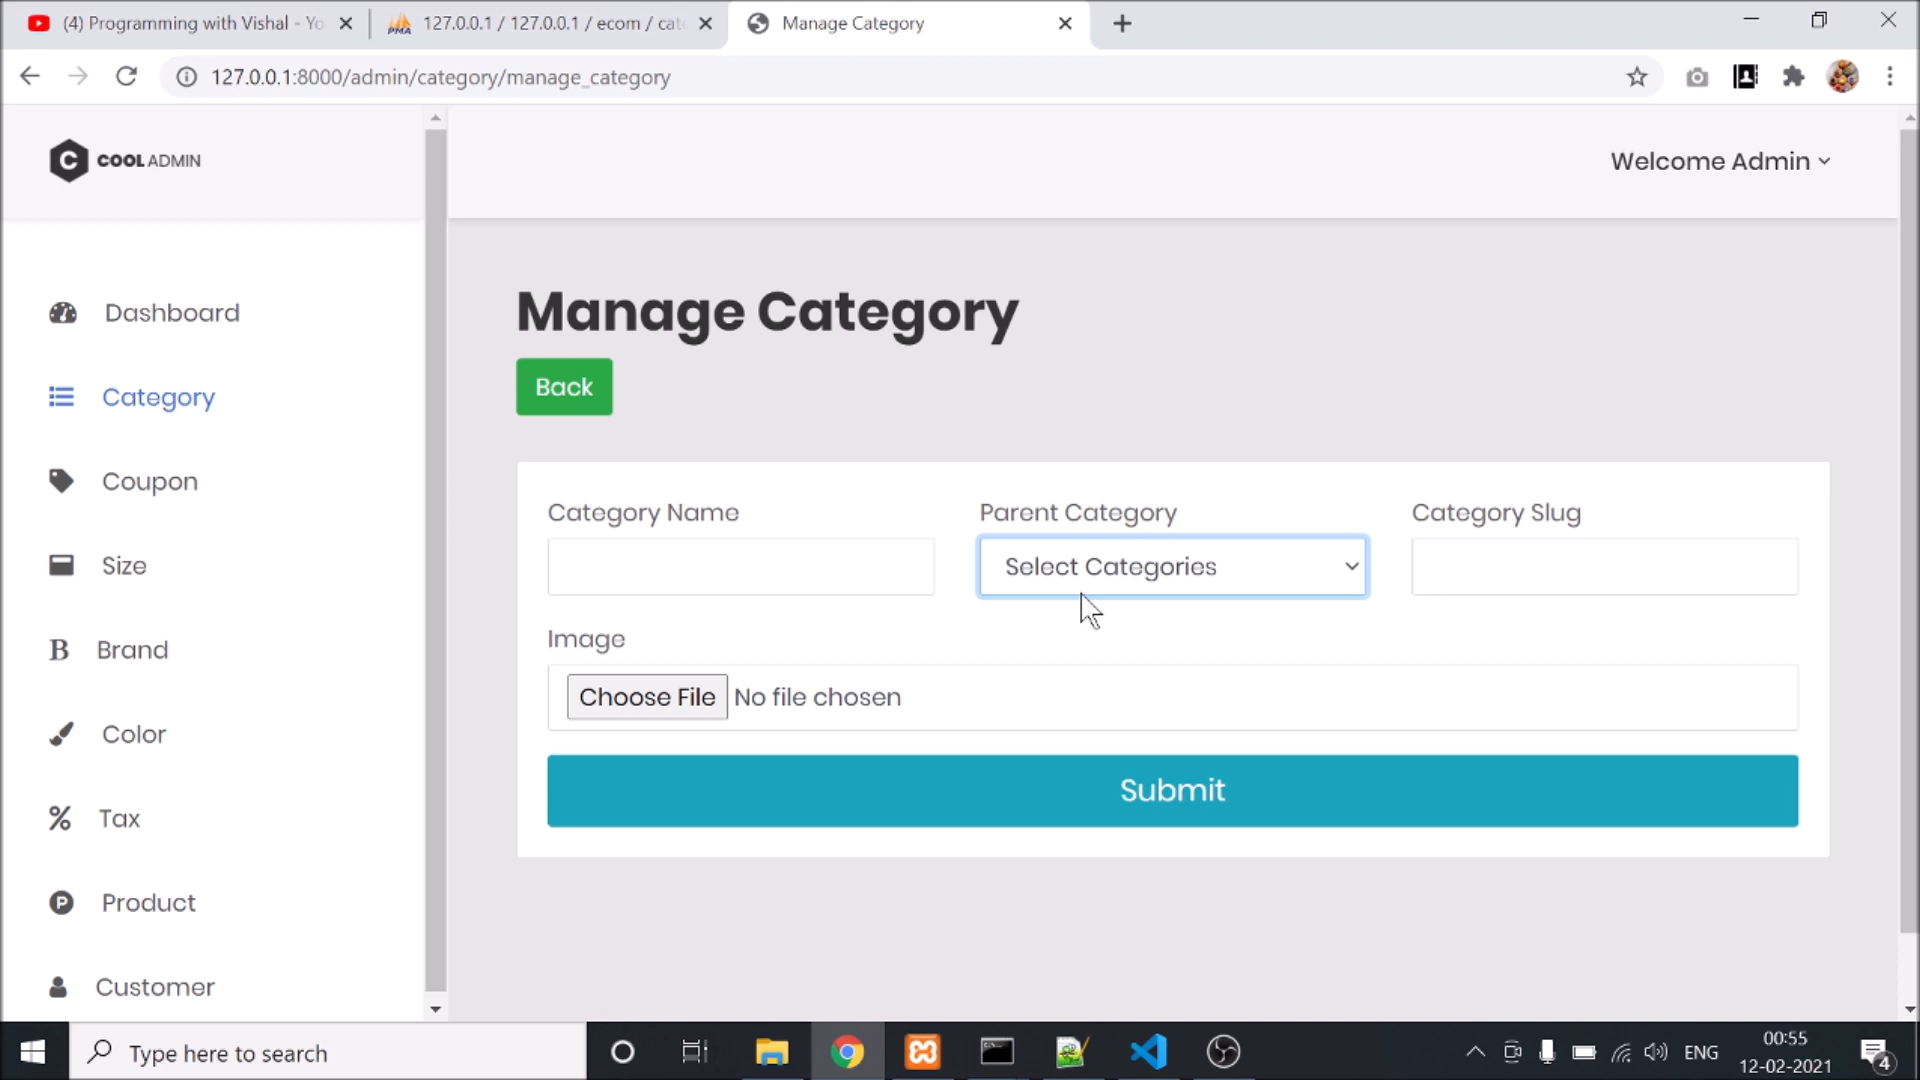 (4) Programming with Vishal - Yo
127.0.0.1 / 127.0.0.1 / ecom / cat
Manage Category
127.0.0.1:8000/admin/category/manage_category
C COOL ADMIN
Welcome Admin
Dashboard
Category
Coupon
Size
B Brand
Color
% Tax
P Product
Customer
Manage Category
Back
Category Name
Parent Category
Category Slug
Select Categories
Image
Choose File No file chosen
Submit
Type here to search
ENG
00:55
12-02-2021
4